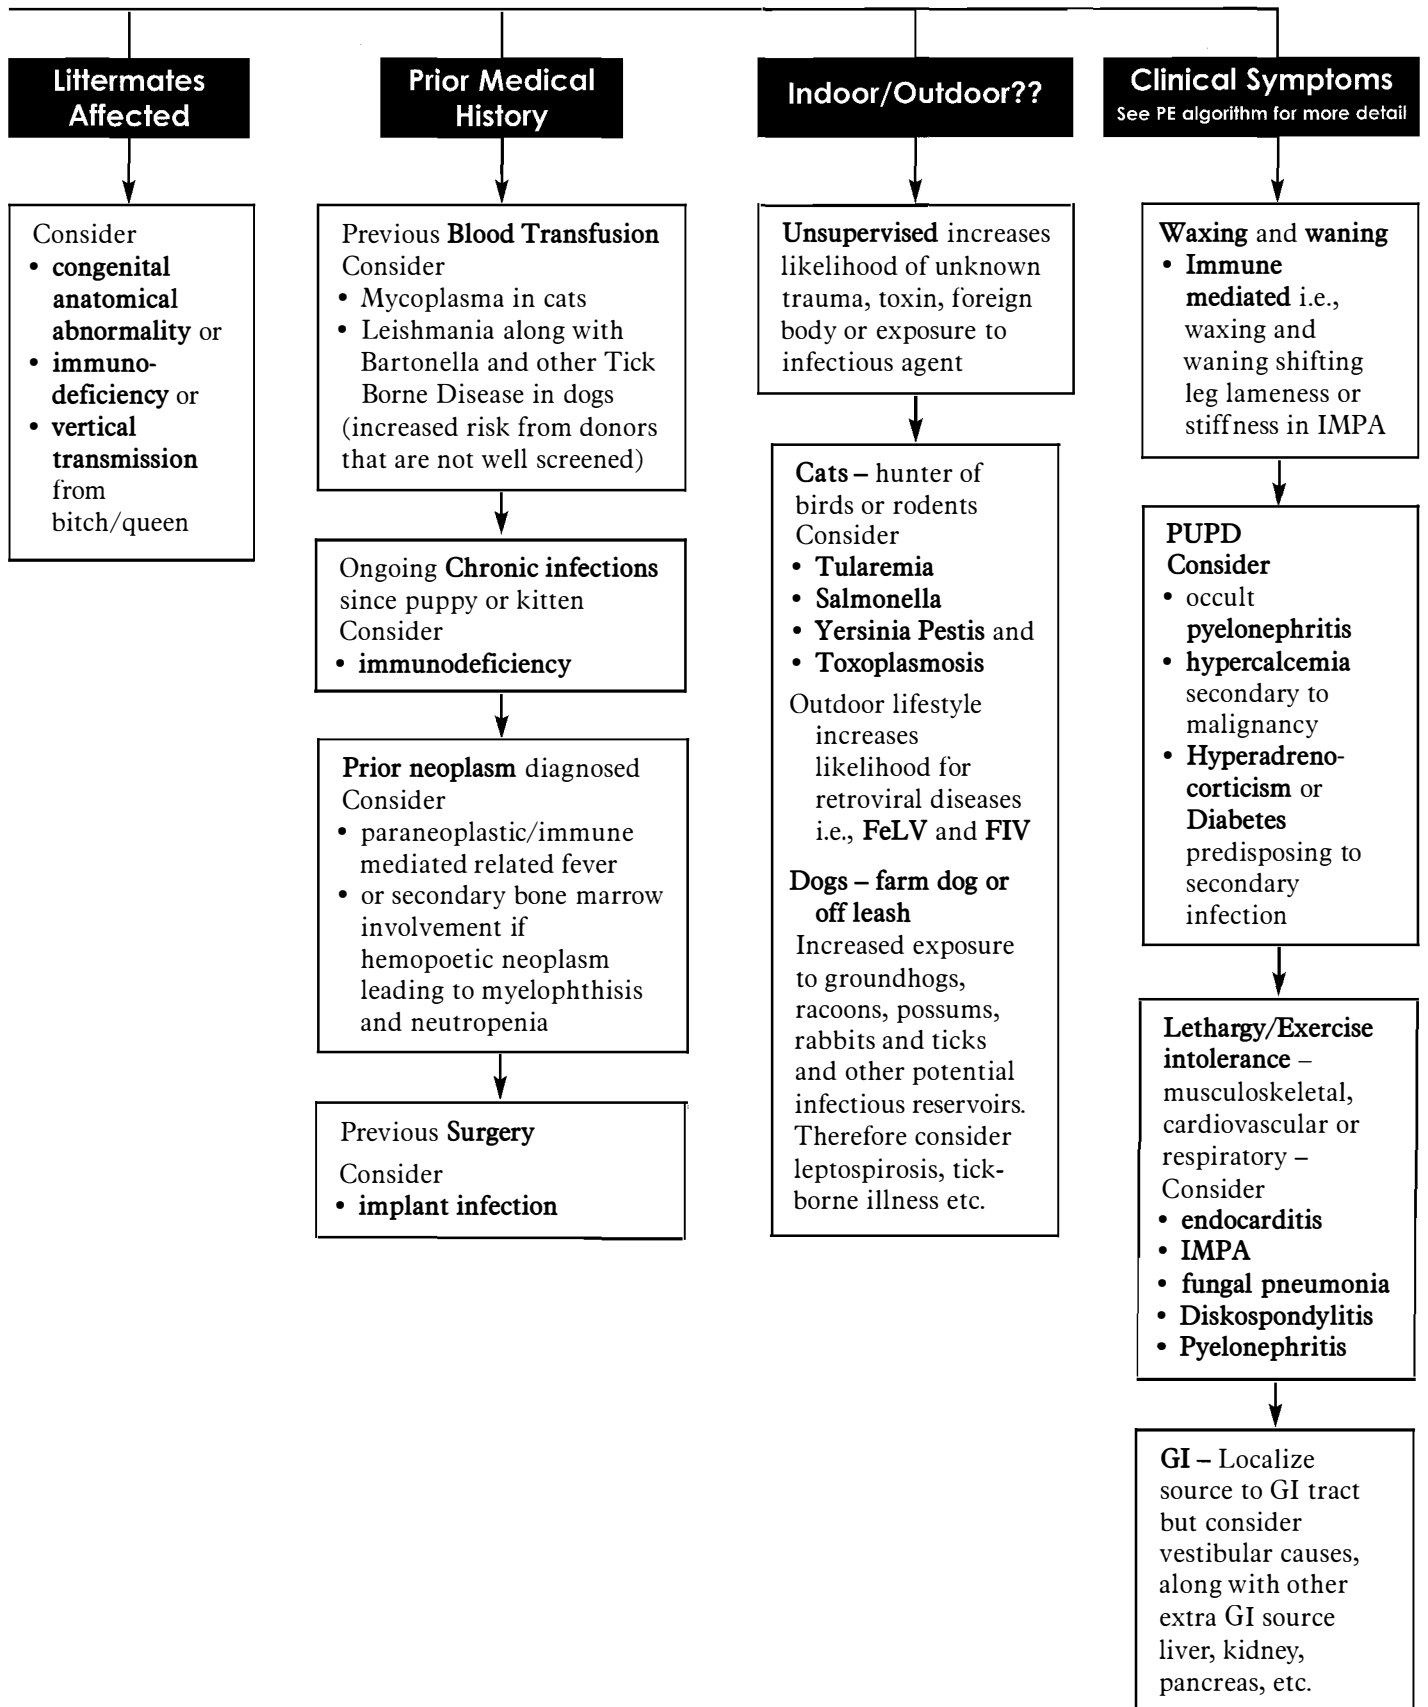 Littermates
Affected
Consider
• congenital
anatomical
abnormality or
• immuno-
deficiency or
• vertical
transmission
from
bitch/queen
Prior Medical
History
Previous Blood Transfusion
Consider
• Mycoplasma in cats
• Leishmania along with
Bartonella and other Tick
Borne Disease in dogs
(increased risk from donors
that are not well screened)
Ongoing Chronic infections
since puppy or kitten
Consider
• immunodeficiency
Prior neoplasm diagnosed
Consider
• paraneoplastic/immune
mediated related fever
• or secondary bone marrow
involvement if
hemopoetic neoplasm
leading to myelophthisis
and neutropenia
Previous Surgery
Consider
• implant infection
Indoor/Outdoor??
Unsupervised increases
likelihood of unknown
trauma, toxin, foreign
body or exposure to
infectious agent
Cats – hunter of
birds or rodents
Consider
• Tularemia
• Salmonella
• Yersinia Pestis and
• Toxoplasmosis
Outdoor lifestyle
increases
likelihood for
retroviral diseases
i.e., FeLV and FIV
Dogs – farm dog or
off leash
Increased exposure
to groundhogs,
racoons, possums,
rabbits and ticks
and other potential
infectious reservoirs.
Therefore consider
leptospirosis, tick-
borne illness etc.
Clinical Symptoms
See PE algorithm for more detail
Waxing and waning
• Immune
mediated i.e.,
waxing and
waning shifting
leg lameness or
stiffness in IMPA
PUPD
Consider
• occult
pyelonephritis
• hypercalcemia
secondary to
malignancy
• Hyperadreno-
corticism or
Diabetes
predisposing to
secondary
infection
Lethargy/Exercise
intolerance –
musculoskeletal,
cardiovascular or
respiratory –
Consider
• endocarditis
• IMPA
• fungal pneumonia
• Diskospondylitis
• Pyelonephritis
GI – Localize
source to GI tract
but consider
vestibular causes,
along with other
extra GI source
liver, kidney,
pancreas, etc.